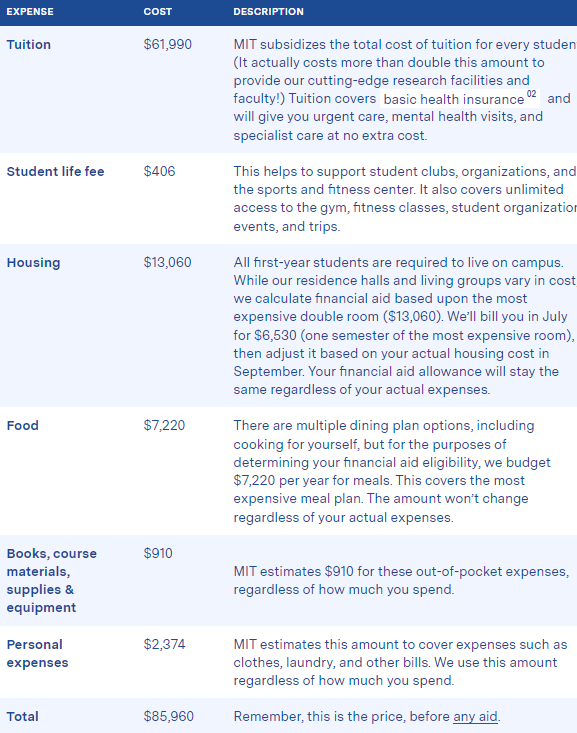 EXPENSE COST DESCRIPTION
Tuition $61,990 MIT subsidizes the total cost of tuition for every studen
(It actually costs more than double this amount to
provide our cutting-edge research facilities and
faculty!) Tuition covers basic health insurance 02 and
will give you urgent care, mental health visits, and
specialist care at no extra cost.
Student life fee $406 This helps to support student clubs, organizations, and
the sports and fitness center. It also covers unlimited
access to the gym, fitness classes, student organization
events, and trips.
Housing $13,060 All first-year students are required to live on campus.
While our residence halls and living groups vary in cost
we calculate financial aid based upon the most
expensive double room ($13,060). We'll bill you in July
for $6,530 (one semester of the most expensive room),
then adjust it based on your actual housing cost in
September. Your financial aid allowance will stay the
same regardless of your actual expenses.
Food $7,220 There are multiple dining plan options, including
cooking for yourself, but for the purposes of
determining your financial aid eligibility, we budget
$7,220 per year for meals. This covers the most
expensive meal plan. The amount won't change
regardless of your actual expenses.
Books, course $910
materials, MIT estimates $910 for these out-of-pocket expenses,
supplies & regardless of how much you spend.
equipment
Personal $2,374 MIT estimates this amount to cover expenses such as
expenses clothes, laundry, and other bills. We use this amount
regardless of how much you spend.
Total $85,960 Remember, this is the price, before any aid.